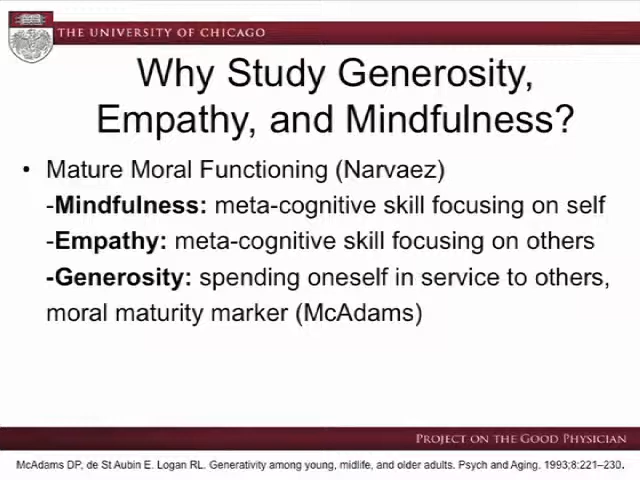 THE UNIVERSITY OF CHICAGO
Why Study Generosity,
Empathy, and Mindfulness?
• Mature Moral Functioning (Narvaez)
-Mindfulness: meta-cognitive skill focusing on self
-Empathy: meta-cognitive skill focusing on others
-Generosity: spending oneself in service to others,
moral maturity marker (McAdams)
PROJECT ON THE GOOD PHYSICIAN
McAdams DP, de St Aubin E. Logan RL. Generativity among young, midlife, and older adults. Psych and Aging. 1993;8:221–230.